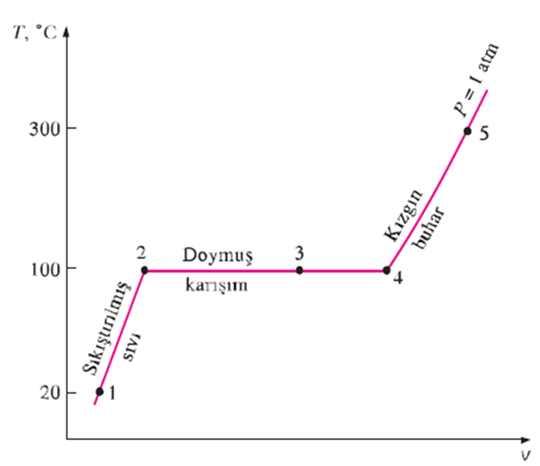 T, °C
P = 1 atm
300
5
Kızgın
buhar
2
Doymuş
3
100
karışım
4
Sıkıştırılmış
sıvı
20
1
v